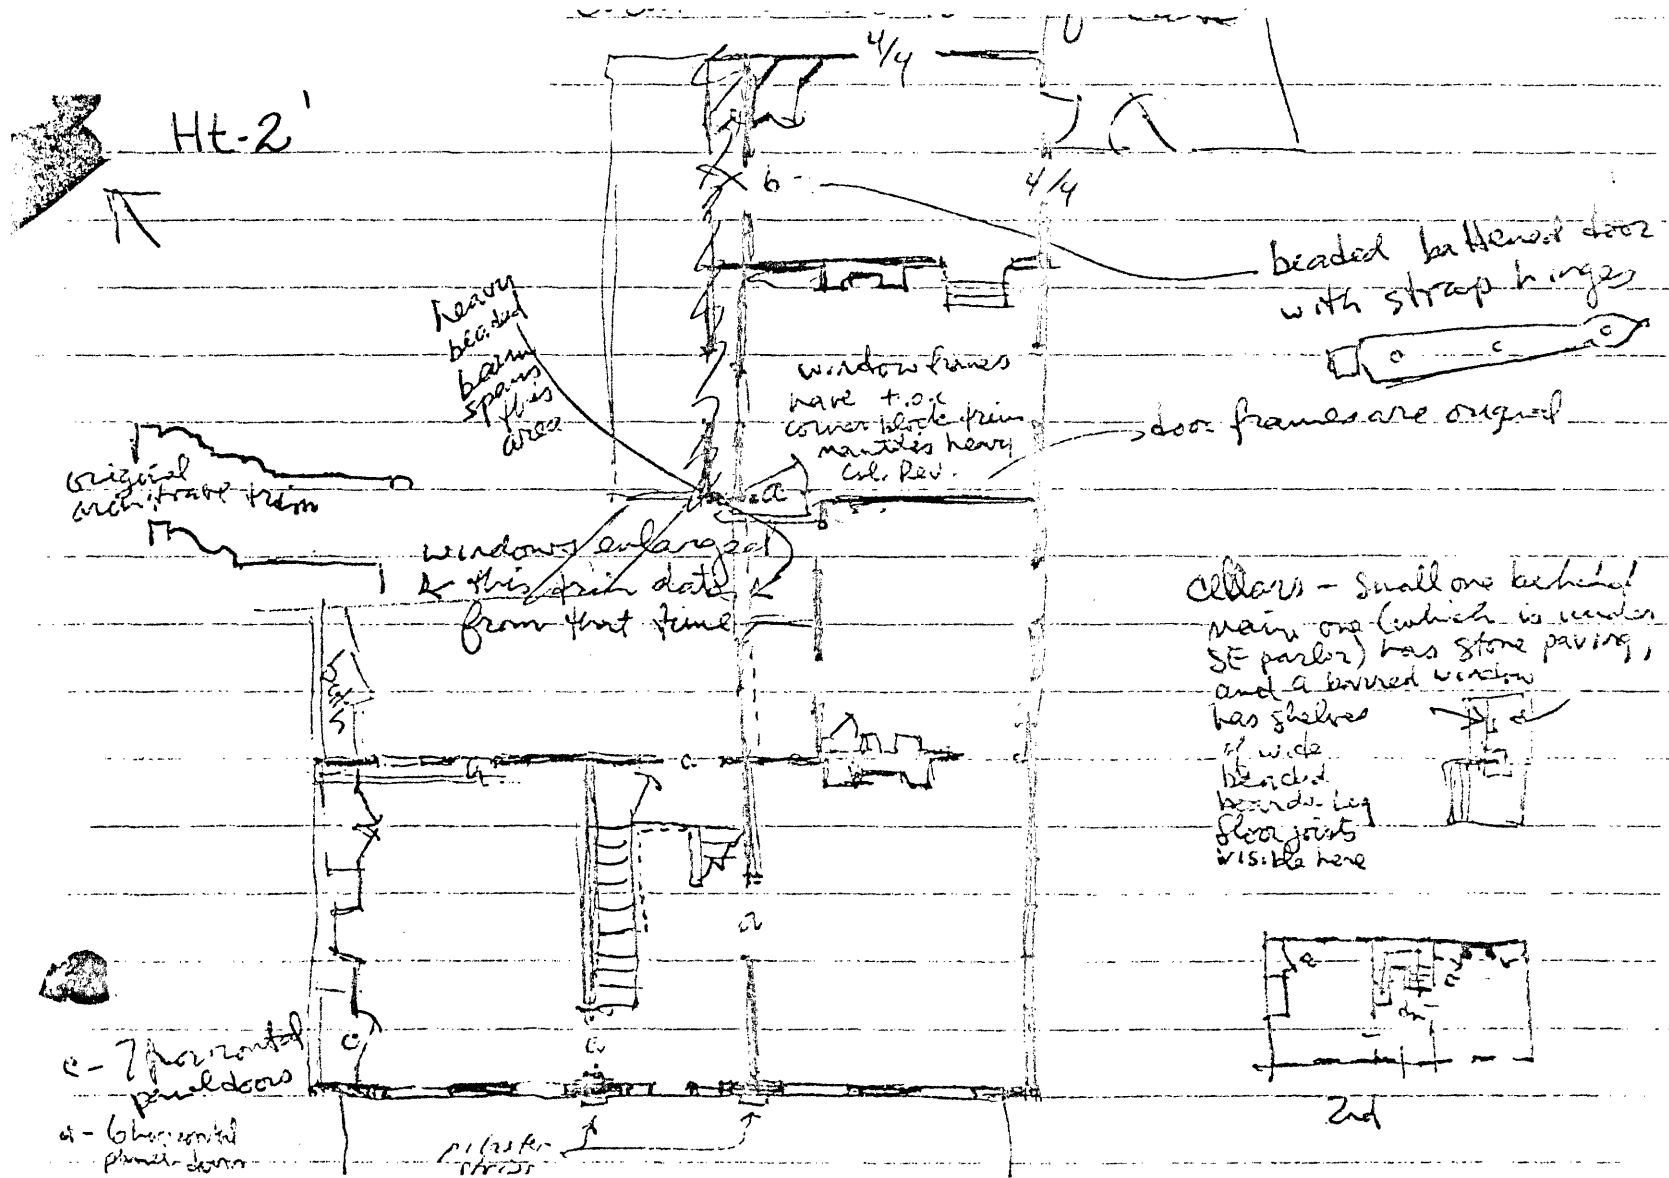 4/4
Ht-2'
6
4/4
beaded battened door
with strap hinges
heavy
beaded
beam
spans
this
area
window frames
have t.o.c
corner block trim
mantles heavy
Col. Rev.
door frames are original
original
architrave trim
a
windows enlarged
this trim dates
from that time
Cellars - Small one behind
main one (which is under
SE parlor) has stone paving,
and a barred window
has shelves
of wide
beaded
boards. Log
floor joists
visible here
a
a
a
c
c - 7 horizontal
panel doors
a - 6 horizontal
panel doors
pilaster
strips
2nd